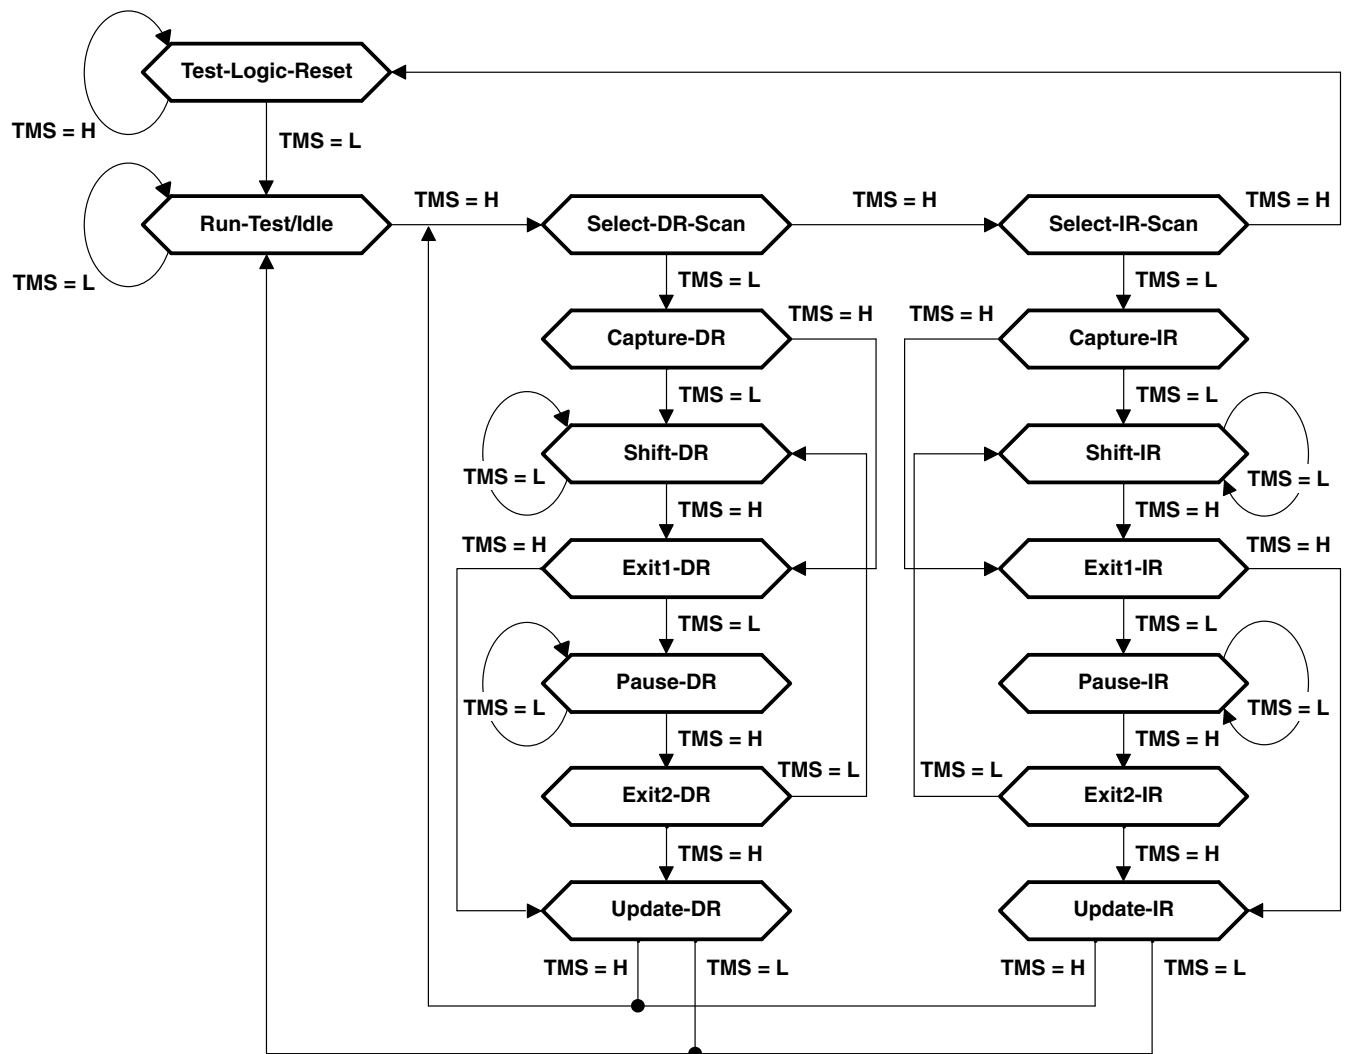 Test-Logic-Reset
TMS = H
TMS = L
Run-Test/Idle
TMS = H
Select-DR-Scan
TMS = H
Select-IR-Scan
TMS = H
TMS = L
TMS = L
TMS = L
Capture-DR
TMS = H
TMS = H
Capture-IR
TMS = L
TMS = L
Shift-DR
Shift-IR
TMS = L
TMS = L
TMS = H
TMS = H
TMS = H
Exit1-DR
Exit1-IR
TMS = H
TMS = L
TMS = L
Pause-DR
Pause-IR
TMS = L
TMS = L
TMS = H
TMS = H
Exit2-DR
TMS = L
TMS = L
Exit2-IR
TMS = H
TMS = H
Update-DR
Update-IR
TMS = H
TMS = L
TMS = H
TMS = L